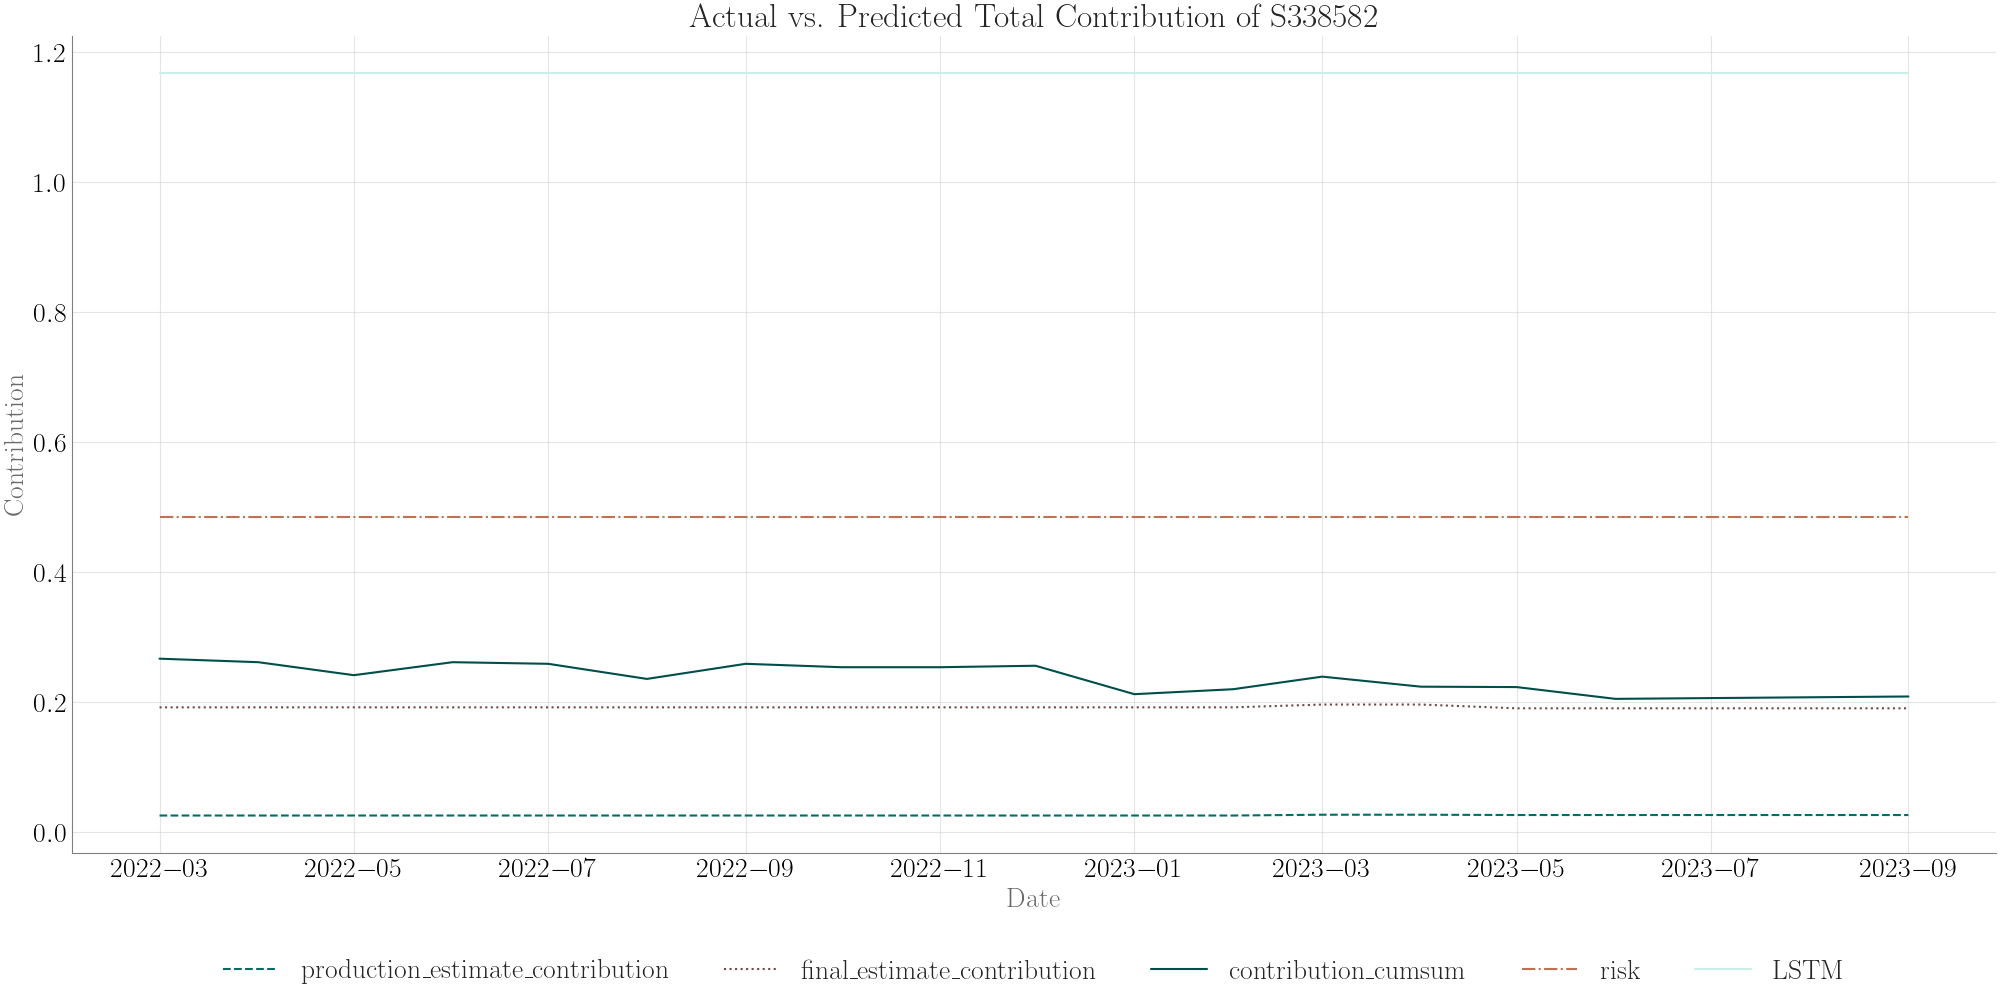 Actual vs. Predicted Total Contribution of S338582
1.2
1.0
0.8
0.6
0.4
0.2
0.0
Contribution
2022−03 2022−05 2022−07 2022−09 2022−11 2023−01 2023−03 2023−05 2023−07 2023−09
Date
production_estimate_contribution final_estimate_contribution contribution_cumsum risk LSTM